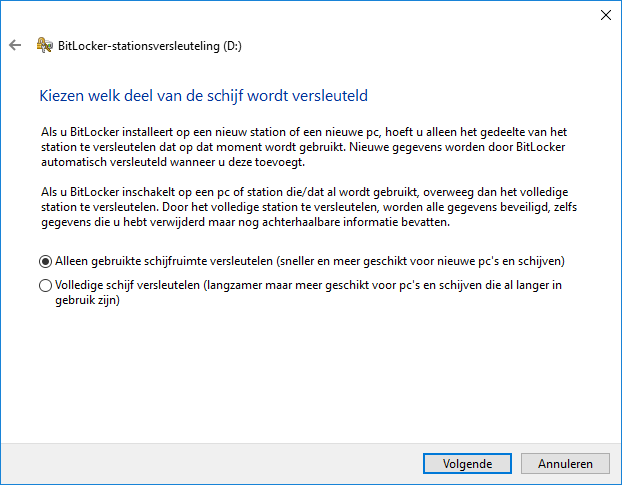 BitLocker-stationsversleuteling (D:)
Kiezen welk deel van de schijf wordt versleuteld
Als u BitLocker installeert op een nieuw station of een nieuwe pc, hoeft u alleen het gedeelte van het
station te versleutelen dat op dat moment wordt gebruikt. Nieuwe gegevens worden door BitLocker
automatisch versleuteld wanneer u deze toevoegt.
Als u BitLocker inschakelt op een pc of station die/dat al wordt gebruikt, overweeg dan het volledige
station te versleutelen. Door het volledige station te versleutelen, worden alle gegevens beveiligd, zelfs
gegevens die u hebt verwijderd maar nog achterhaalbare informatie bevatten.
Alleen gebruikte schijfruimte versleutelen (sneller en meer geschikt voor nieuwe pc's en schijven)
Volledige schijf versleutelen (langzamer maar meer geschikt voor pc's en schijven die al langer in
gebruik zijn)
Volgende
Annuleren